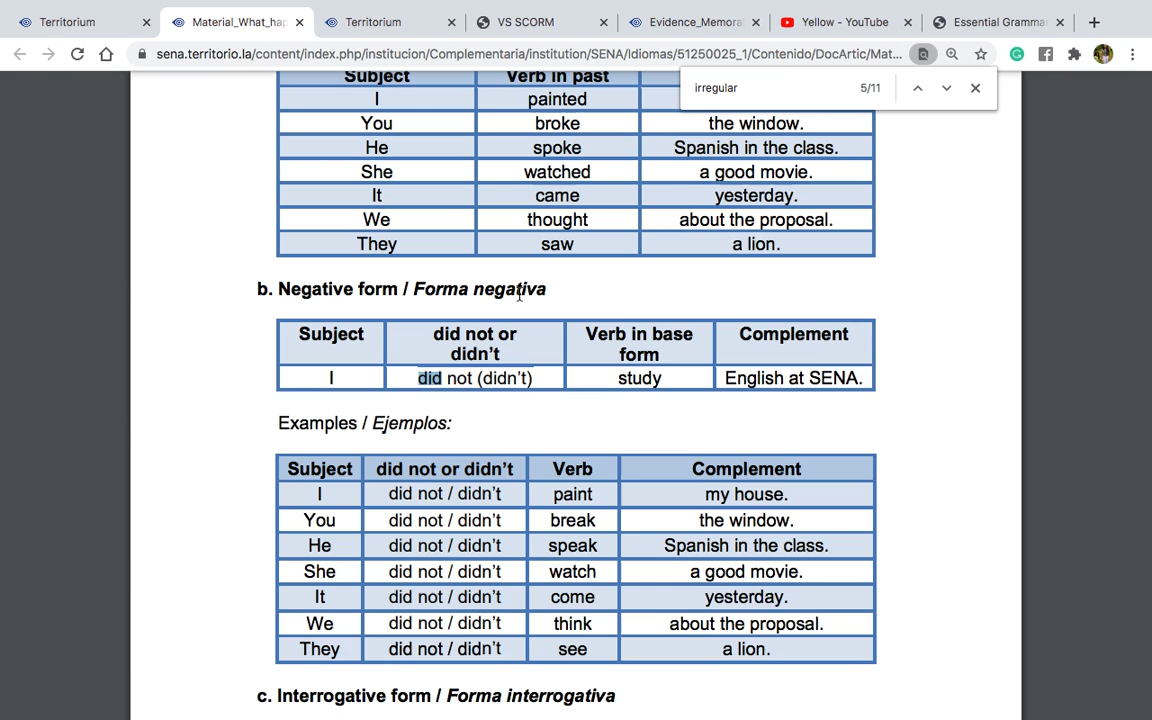 Territorium
Material_What_hap
Territorium
VS SCORM
Evidence_Memora
Yellow - YouTube
Essential Gramma
sena.territorio.la/content/index.php/institucion/Complementaria/institution/SENA/Idiomas/51250025_1/Contenido/DocArtic/Mat...
irregular 5/11
Subject Verb in past
I painted
You broke the window.
He spoke Spanish in the class.
She watched a good movie.
It came yesterday.
We thought about the proposal.
They saw a lion.
b. Negative form / Forma negativa
Subject did not or didn't Verb in base form Complement
I did not (didn't) study English at SENA.
Examples / Ejemplos:
Subject did not or didn't Verb Complement
I did not / didn't paint my house.
You did not / didn't break the window.
He did not / didn't speak Spanish in the class.
She did not / didn't watch a good movie.
It did not / didn't come yesterday.
We did not / didn't think about the proposal.
They did not / didn't see a lion.
c. Interrogative form / Forma interrogativa